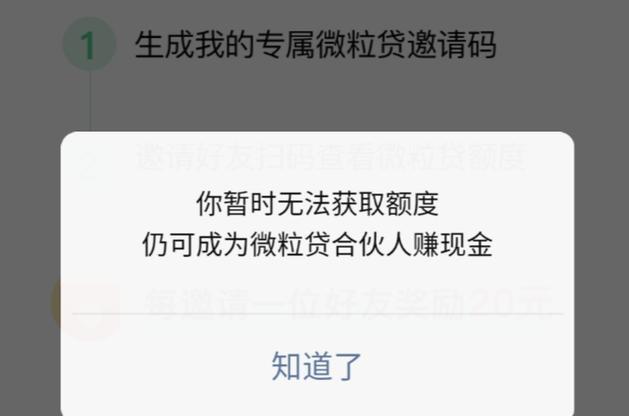 1 生成我的专属微粒贷邀请码
2 邀请好友扫码查看微粒贷额度
你暂时无法获取额度
仍可成为微粒贷合伙人赚现金
每邀请一位好友奖励20元
知道了